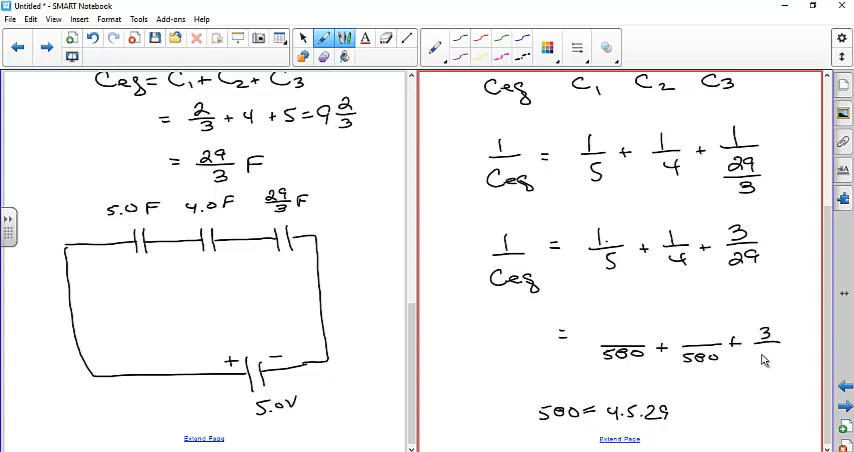 Untitled * - SMART Notebook
File Edit View Insert Format Tools Add-ons Help
Ceq = C1 + C2 + C3
= 2/3 + 4 + 5 = 9 2/3
= 29/3 F
5.0 F 4.0 F 29/3 F
+ -
5.0V
Extend Page
Ceq C1 C2 C3
1/Ceq = 1/5 + 1/4 + 1/(29/3)
1/Ceq = 1/5 + 1/4 + 3/29
= /580 + /580 + 3/
580 = 4.5.29
Extend Page